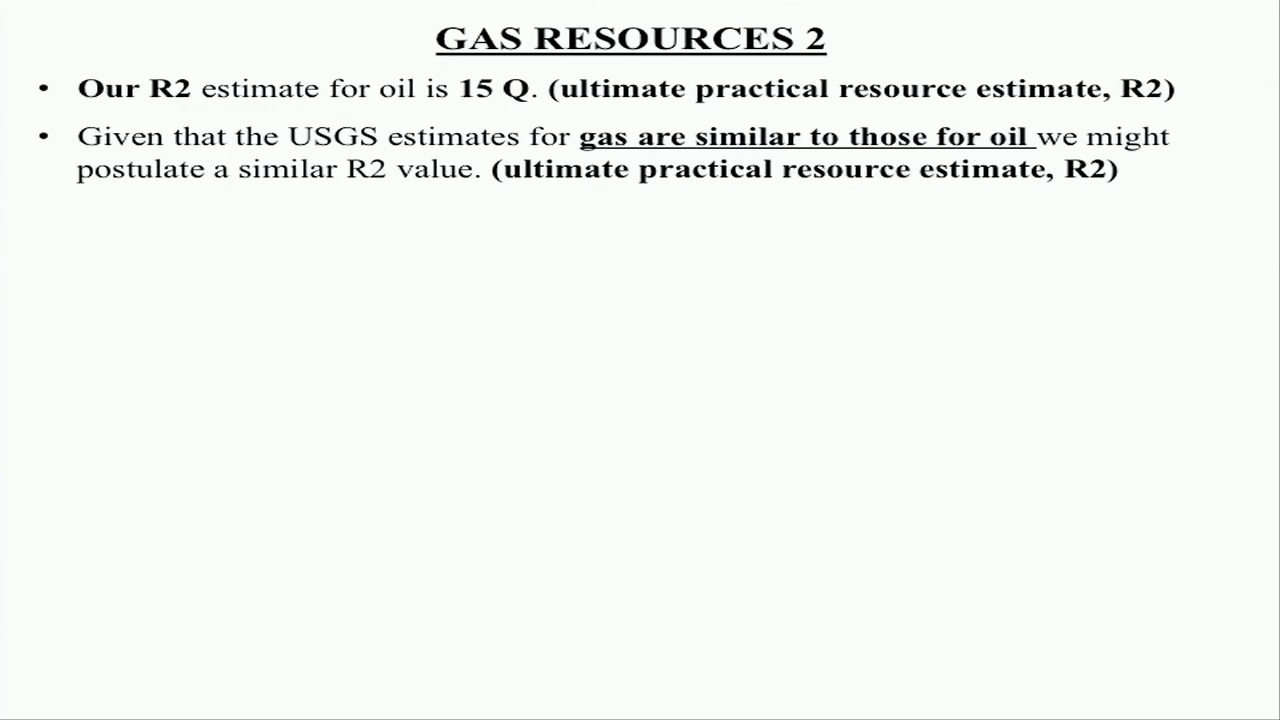 GAS RESOURCES 2
• Our R2 estimate for oil is 15 Q. (ultimate practical resource estimate, R2)
• Given that the USGS estimates for gas are similar to those for oil we might
postulate a similar R2 value. (ultimate practical resource estimate, R2)